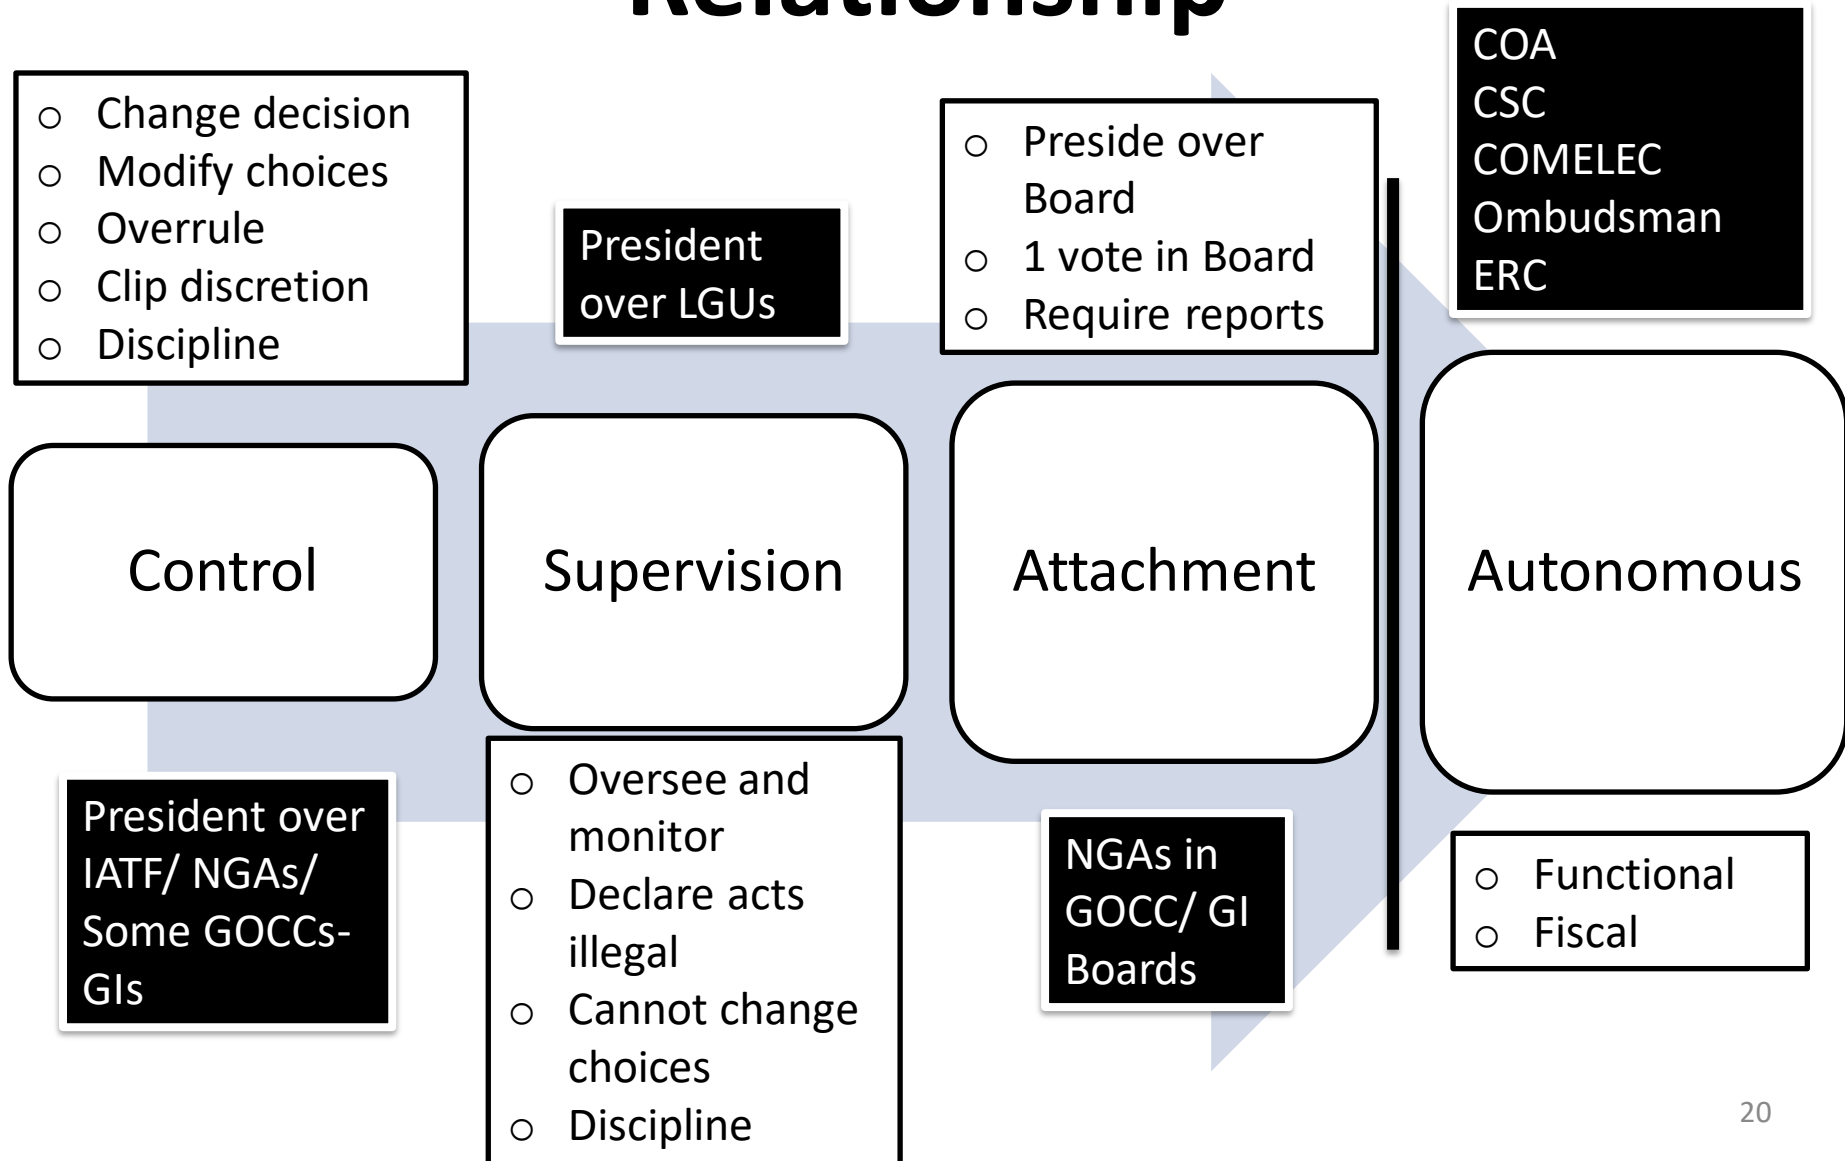 Relationship
COA
CSC
COMELEC
Ombudsman
ERC
o Change decision
o Modify choices
o Overrule
o Clip discretion
o Discipline
President
over LGUs
o Preside over
Board
o 1 vote in Board
o Require reports
Control
Supervision
Attachment
Autonomous
President over
IATF/ NGAs/
Some GOCCs-
GIs
o Oversee and
monitor
o Declare acts
illegal
o Cannot change
choices
o Discipline
NGAs in
GOCC/ GI
Boards
o Functional
o Fiscal
20